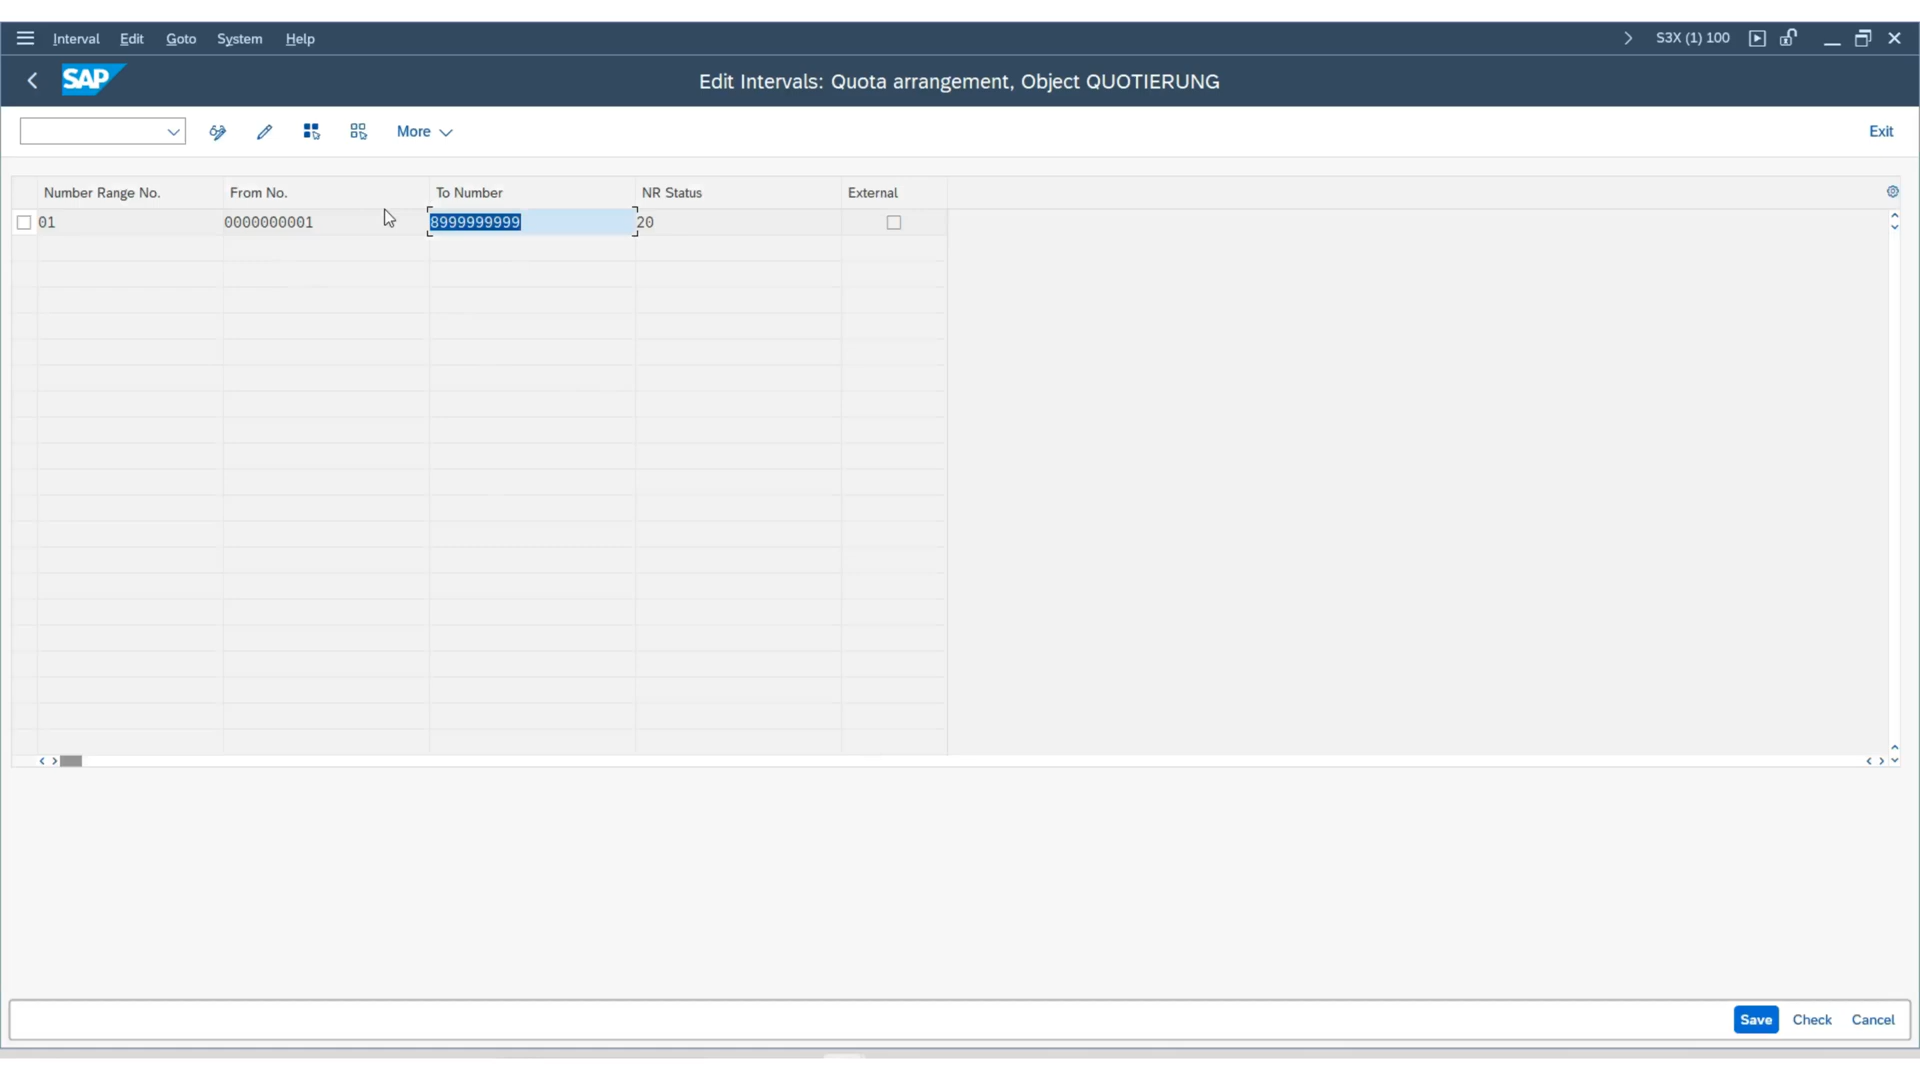 Interval Edit Goto System Help S3X (1) 100
SAP Edit Intervals: Quota arrangement, Object QUOTIERUNG
More Exit
Number Range No. From No. To Number NR Status External
01 0000000001 8999999999 20
Save Check Cancel